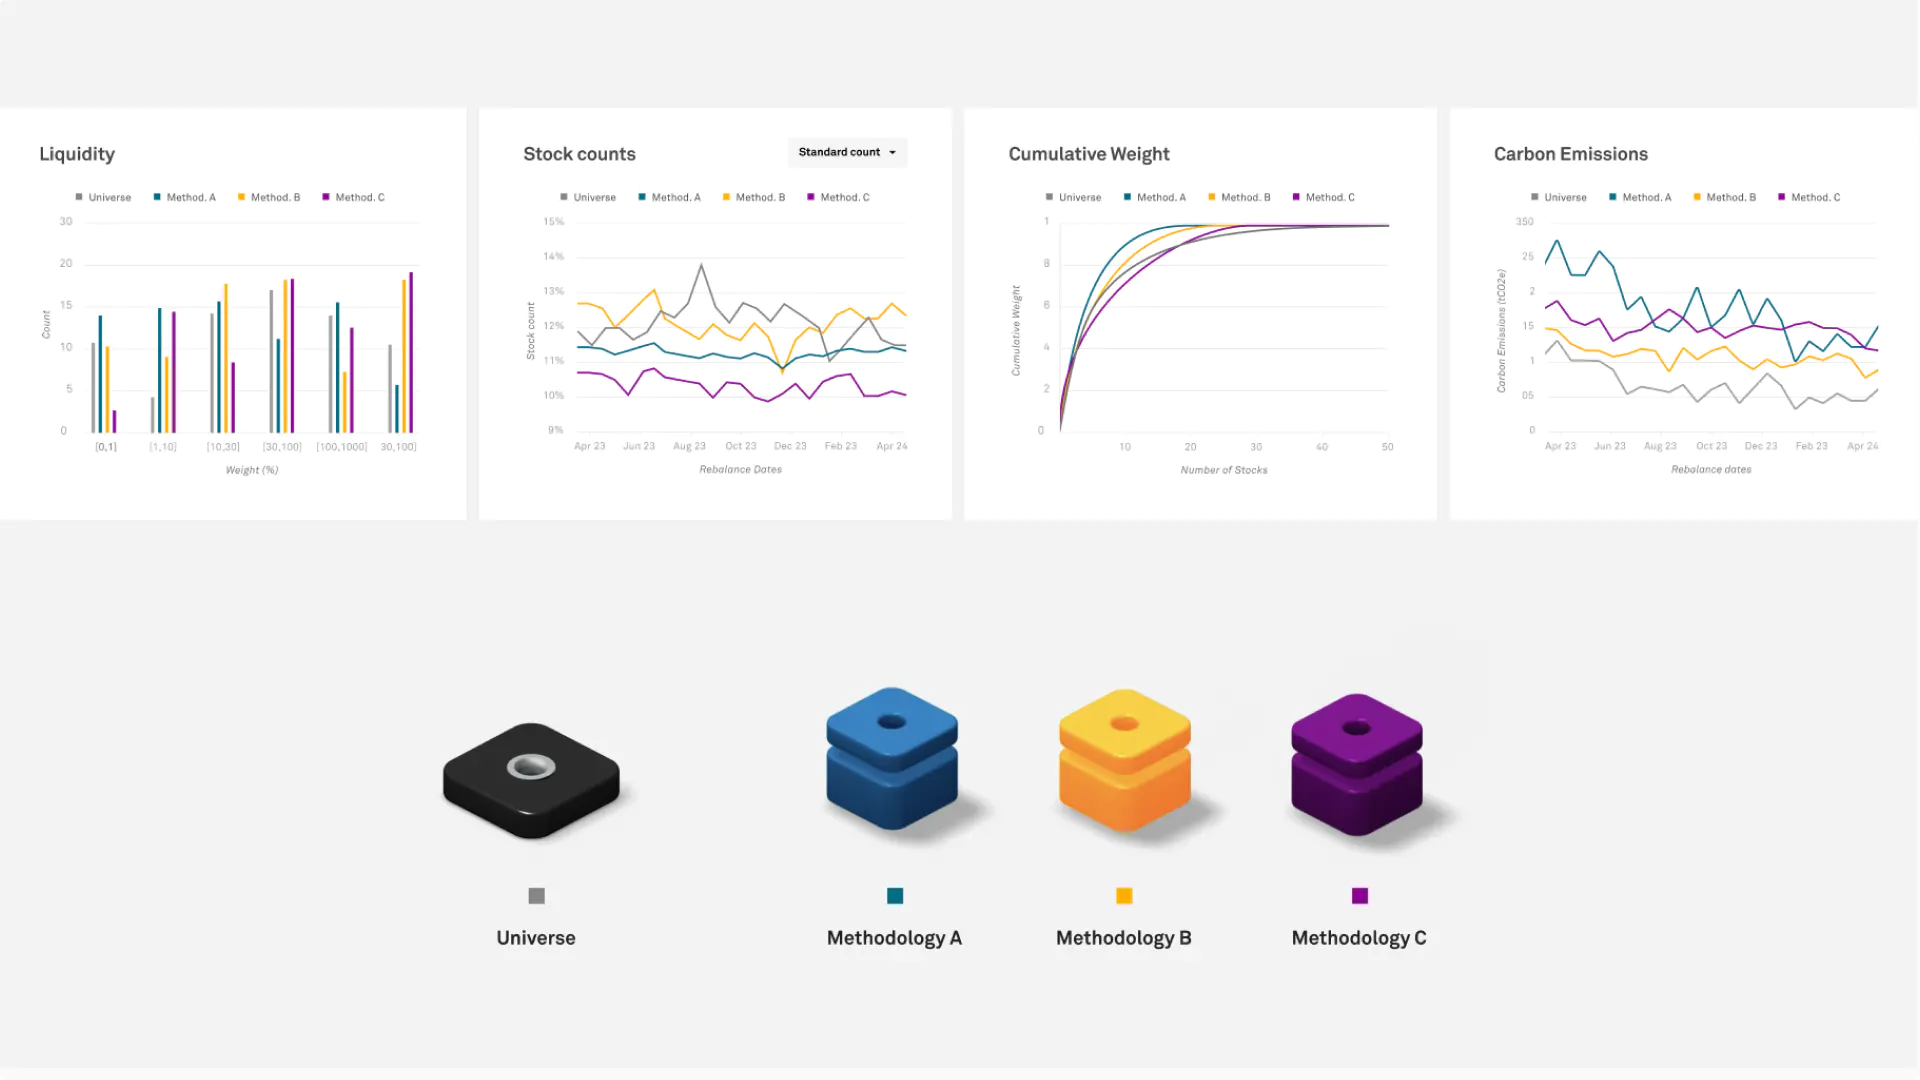 Liquidity
Universe Method. A Method. B Method. C
30
20
15
10
5
0
Count
[0,1] [1,10] [10,30] [30,100] [100,1000] 30,100]
Weight (%)
Stock counts
Standard count
Universe Method. A Method. B Method. C
15%
14%
13%
12%
11%
10%
9%
Stock count
Apr 23 Jun 23 Aug 23 Oct 23 Dec 23 Feb 23 Apr 24
Rebalance Dates
Cumulative Weight
Universe Method. A Method. B Method. C
1
8
6
4
2
0
Cumulative Weight
10 20 30 40 50
Number of Stocks
Carbon Emissions
Universe Method. A Method. B Method. C
350
25
2
15
1
05
0
Carbon Emissions (tCO2e)
Apr 23 Jun 23 Aug 23 Oct 23 Dec 23 Feb 23 Apr 24
Rebalance dates
Universe
Methodology A
Methodology B
Methodology C